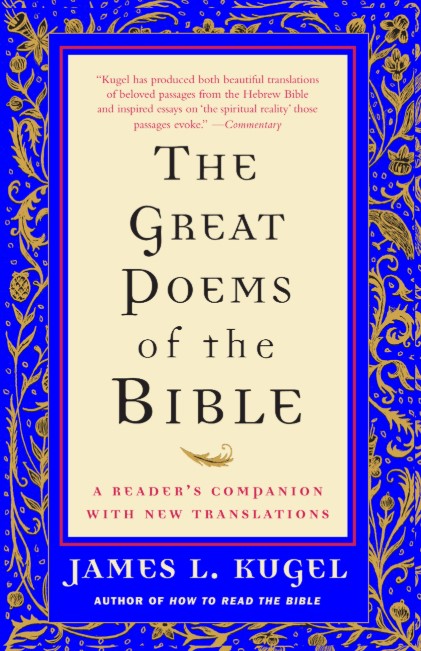 “Kugel has produced both beautiful translations
of beloved passages from the Hebrew Bible
and inspired essays on ‘the spiritual reality’ those
passages evoke.” —Commentary
THE
GREAT
POEMS
of the
BIBLE
A READER'S COMPANION
WITH NEW TRANSLATIONS
JAMES L. KUGEL
AUTHOR OF HOW TO READ THE BIBLE